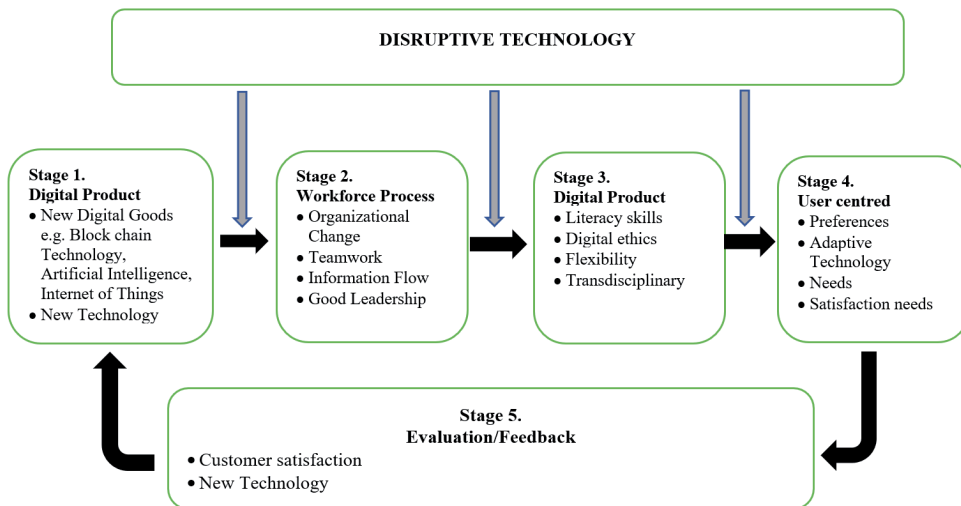 DISRUPTIVE TECHNOLOGY
Stage 1.
Digital Product
• New Digital Goods
e.g. Block chain
Technology,
Artificial Intelligence,
Internet of Things
• New Technology
Stage 2.
Workforce Process
• Organizational
Change
• Teamwork
• Information Flow
• Good Leadership
Stage 3.
Digital Product
• Literacy skills
• Digital ethics
• Flexibility
• Transdisciplinary
Stage 4.
User centred
• Preferences
• Adaptive
Technology
• Needs
• Satisfaction needs
Stage 5.
Evaluation/Feedback
• Customer satisfaction
• New Technology